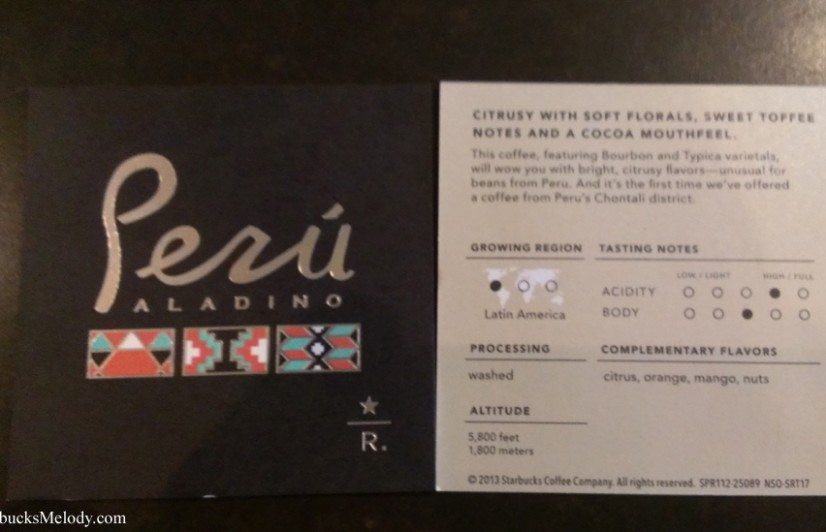 Perú
ALADINO
R.
CITRUSY WITH SOFT FLORALS, SWEET TOFFEE
NOTES AND A COCOA MOUTHFEEL.
This coffee, featuring Bourbon and Typica varietals,
will wow you with bright, citrusy flavors—unusual for
beans from Peru. And it's the first time we've offered
a coffee from Peru's Chontali district.
GROWING REGION
Latin America
TASTING NOTES
LOW / LIGHT HIGH / FULL
ACIDITY
BODY
PROCESSING
washed
COMPLEMENTARY FLAVORS
citrus, orange, mango, nuts
ALTITUDE
5,800 feet
1,800 meters
© 2013 Starbucks Coffee Company. All rights reserved. SPR112-25089 NSO-SRT17
bucksMelody.com